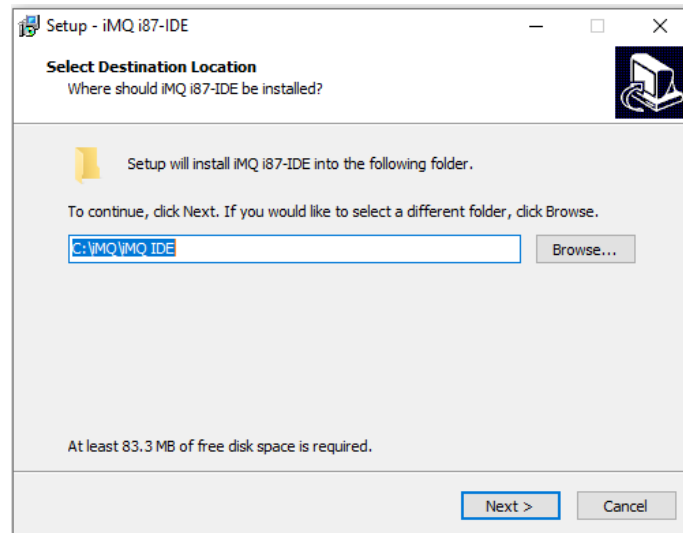 Setup - iMQ i87-IDE
Select Destination Location
Where should iMQ i87-IDE be installed?
Setup will install iMQ i87-IDE into the following folder.
To continue, click Next. If you would like to select a different folder, click Browse.
C:\iMQ\iMQ IDE
Browse...
At least 83.3 MB of free disk space is required.
Next >
Cancel